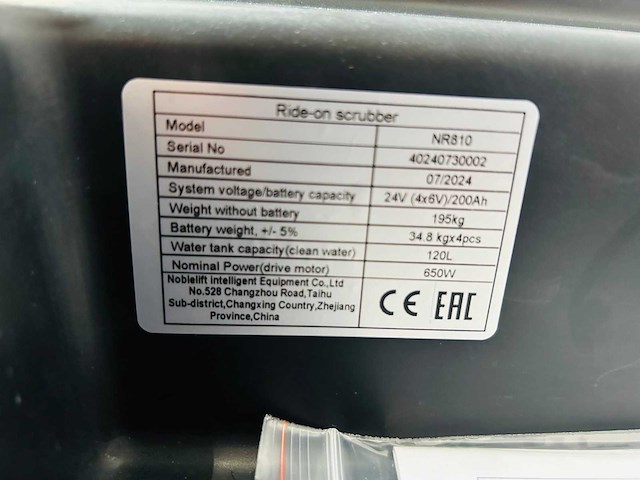 Ride-on scrubber
Model NR810
Serial No 40240730002
Manufactured 07/2024
System voltage/battery capacity 24V (4x6V)/200Ah
Weight without battery 195kg
Battery weight, +/- 5% 34.8 kgx4pcs
Water tank capacity(clean water) 120L
Nominal Power(drive motor) 650W
Noblelift intelligent Equipment Co.,Ltd
No.528 Changzhou Road,Taihu
Sub-district,Changxing Country,Zhejiang
Province,China
CE EAC